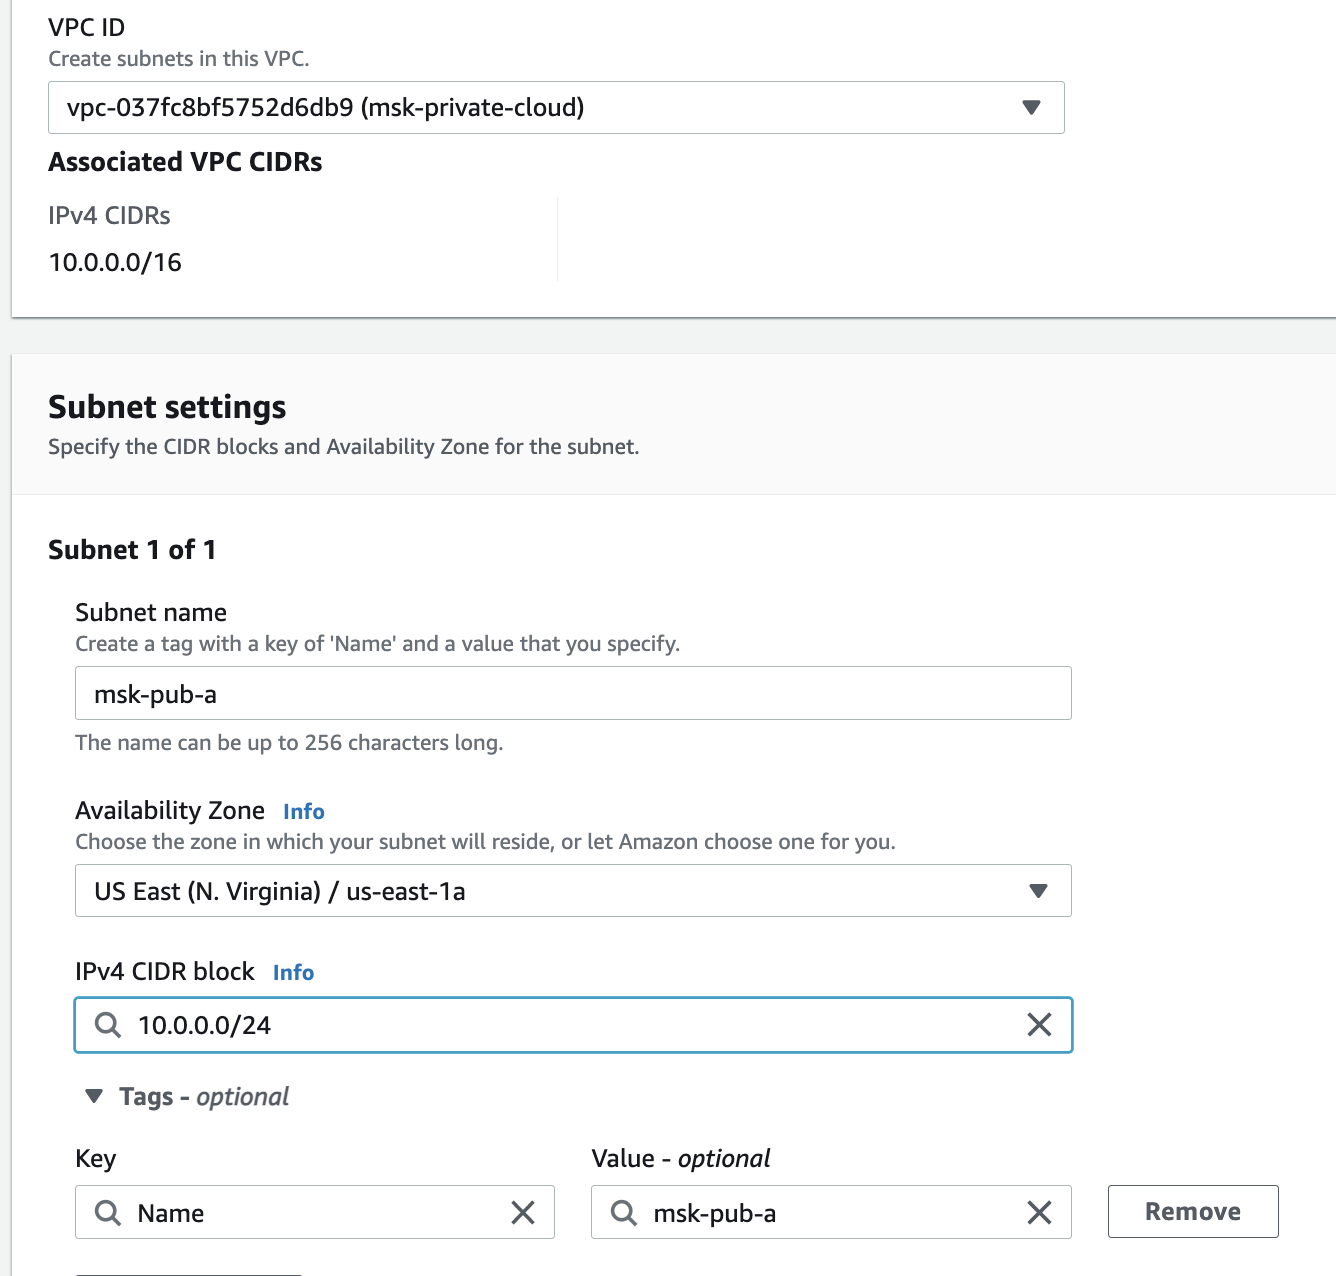 VPC ID
Create subnets in this VPC.
vpc-037fc8bf5752d6db9 (msk-private-cloud)
Associated VPC CIDRs
IPv4 CIDRs
10.0.0.0/16
Subnet settings
Specify the CIDR blocks and Availability Zone for the subnet.
Subnet 1 of 1
Subnet name
Create a tag with a key of 'Name' and a value that you specify.
msk-pub-a
The name can be up to 256 characters long.
Availability Zone Info
Choose the zone in which your subnet will reside, or let Amazon choose one for you.
US East (N. Virginia) / us-east-1a
IPv4 CIDR block Info
10.0.0.0/24
Tags - optional
Key Value - optional
Name msk-pub-a Remove